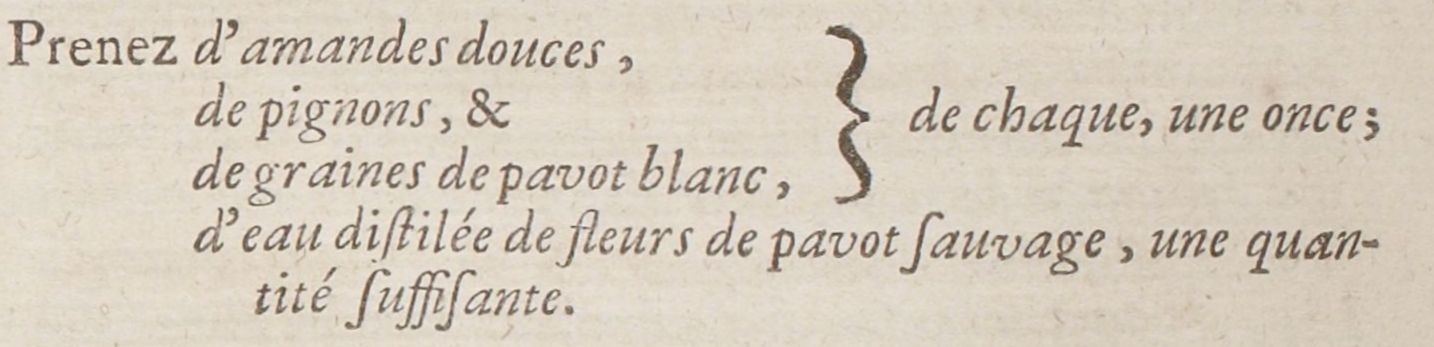 Prenez d'amandes douces,
de pignons, &
de graines de pavot blanc,
} de chaque, une once;
d'eau diſtilée de fleurs de pavot ſauvage, une quan-
tité ſuffiſante.